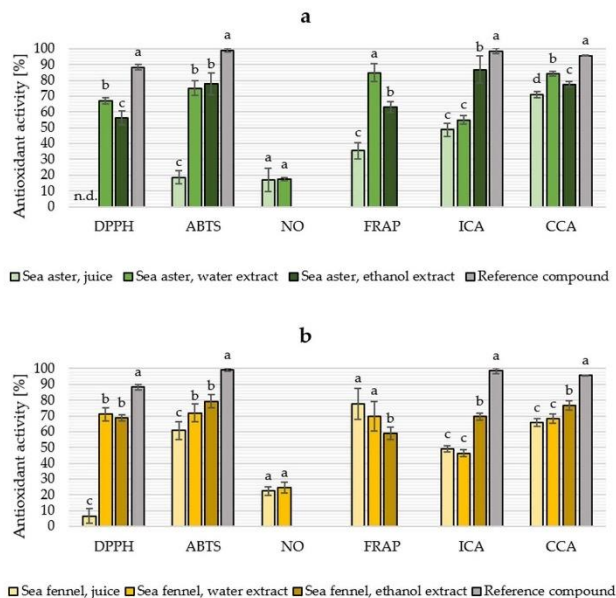 a
Antioxidant activity [%]
100
90
80
70
60
50
40
30
20
10
0
n.d. b c a
c b b a
a a
c a b
c c b a
d b c a
DPPH ABTS NO FRAP ICA CCA
Sea aster, juice Sea aster, water extract Sea aster, ethanol extract Reference compound
b
Antioxidant activity [%]
100
90
80
70
60
50
40
30
20
10
0
c b b a
c b b a
a a
a a b
c c b a
c c b a
DPPH ABTS NO FRAP ICA CCA
Sea fennel, juice Sea fennel, water extract Sea fennel, ethanol extract Reference compound